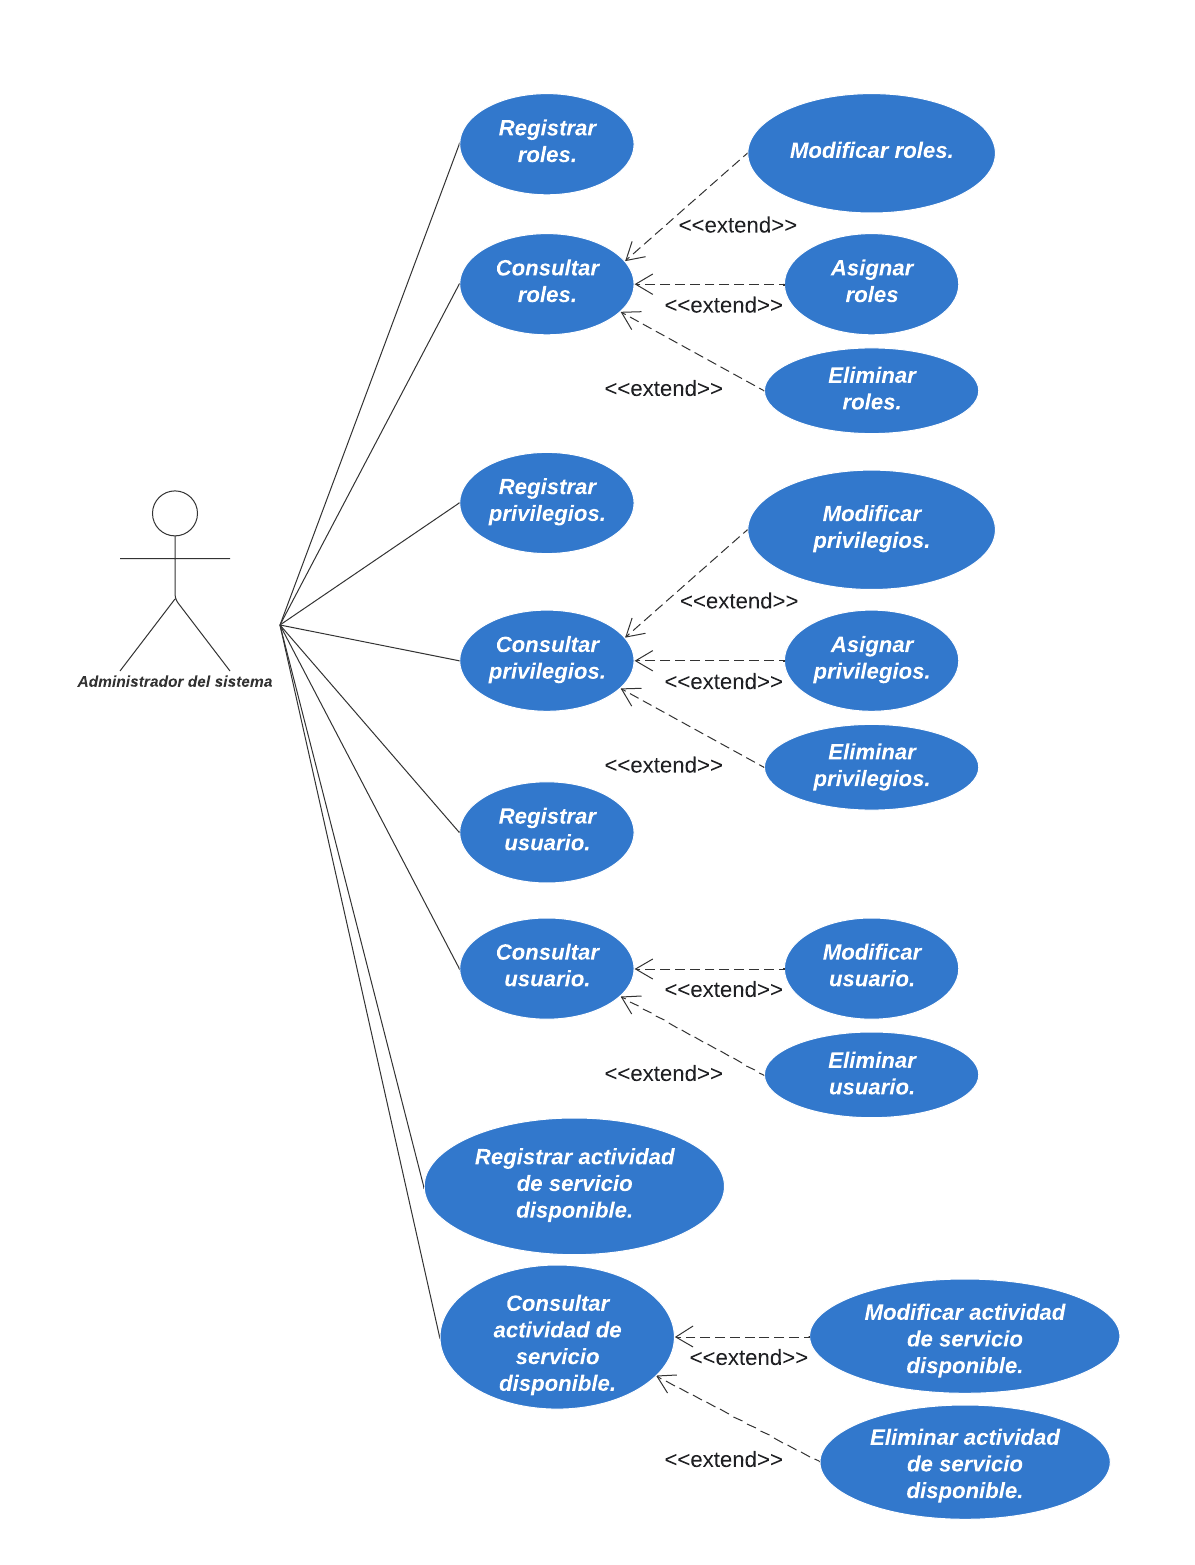 Registrar
roles.
Modificar roles.
<<extend>>
Consultar
roles.
Asignar
roles
<<extend>>
Eliminar
roles.
<<extend>>
Registrar
privilegios.
Modificar
privilegios.
<<extend>>
Consultar
privilegios.
Asignar
privilegios.
<<extend>>
Administrador del sistema
Eliminar
privilegios.
<<extend>>
Registrar
usuario.
Consultar
usuario.
Modificar
usuario.
<<extend>>
Eliminar
usuario.
<<extend>>
Registrar actividad
de servicio
disponible.
Consultar
actividad de
servicio
disponible.
Modificar actividad
de servicio
disponible.
<<extend>>
Eliminar actividad
de servicio
disponible.
<<extend>>